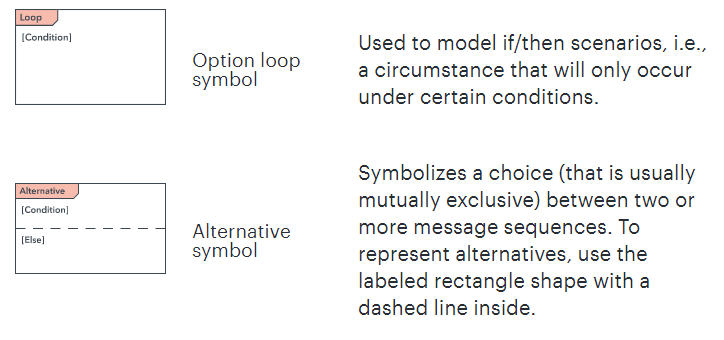 Loop
[Condition]
Option loop
symbol
Used to model if/then scenarios, i.e.,
a circumstance that will only occur
under certain conditions.
Alternative
[Condition]
[Else]
Alternative
symbol
Symbolizes a choice (that is usually
mutually exclusive) between two or
more message sequences. To
represent alternatives, use the
labeled rectangle shape with a
dashed line inside.